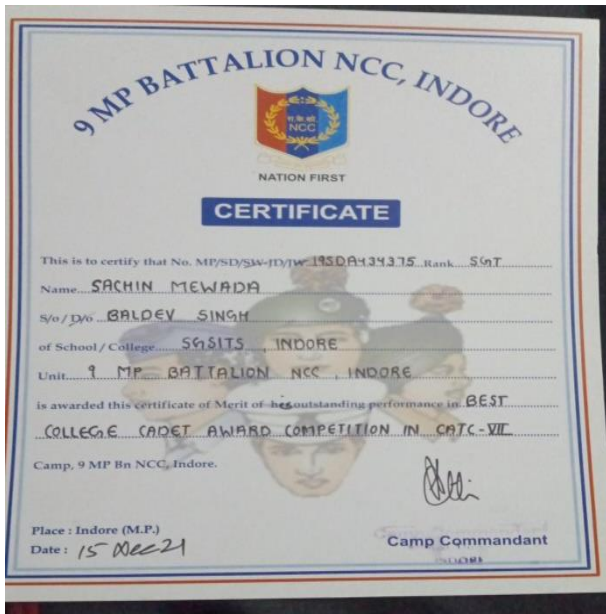 9 MP BATTALION NCC, INDORE
NCC
NATION FIRST
CERTIFICATE
This is to certify that No. MP/SD/SW-JD/JW 19SDA434375 Rank SGT
Name SACHIN MEWADA
S/o / D/o BALDEV SINGH
of School / College SGSITS , INDORE
Unit 9 MP BATTALION NCC , INDORE
is awarded this certificate of Merit of his outstanding performance in BEST
COLLEGE CADET AWARD COMPETITION IN CATC-VII
Camp, 9 MP Bn NCC, Indore.
Place : Indore (M.P.)
Date : 15 Dec 21
Camp Commandant